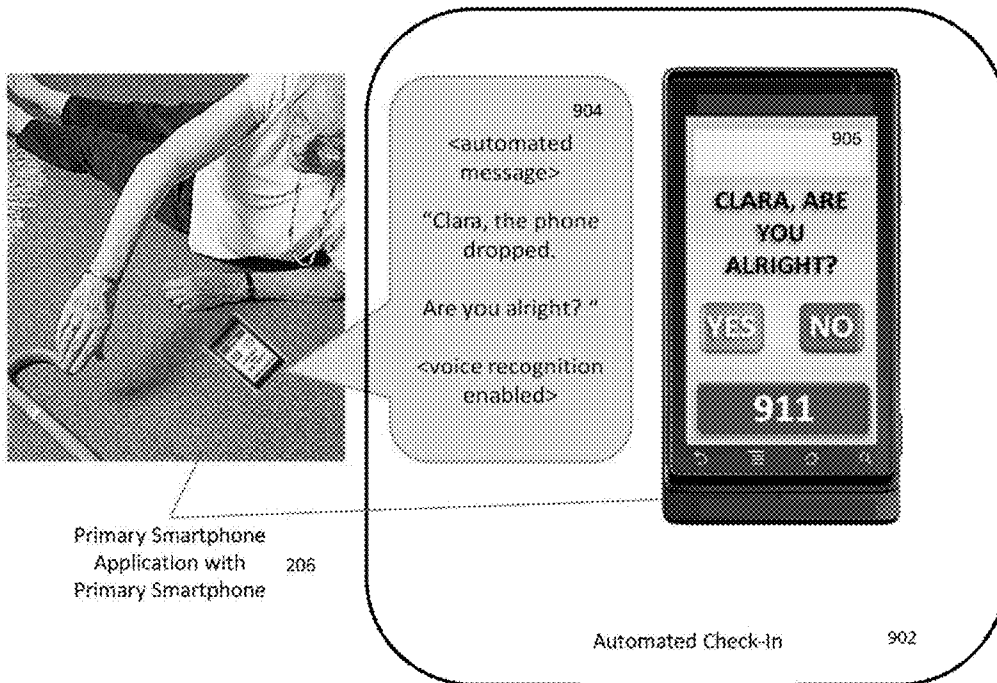 904
<automated
message>
"Clara, the phone
dropped.
Are you alright? "
<voice recognition
enabled>
906
CLARA, ARE
YOU
ALRIGHT?
YES
NO
911
Primary Smartphone
Application with
Primary Smartphone
206
Automated Check-In
902